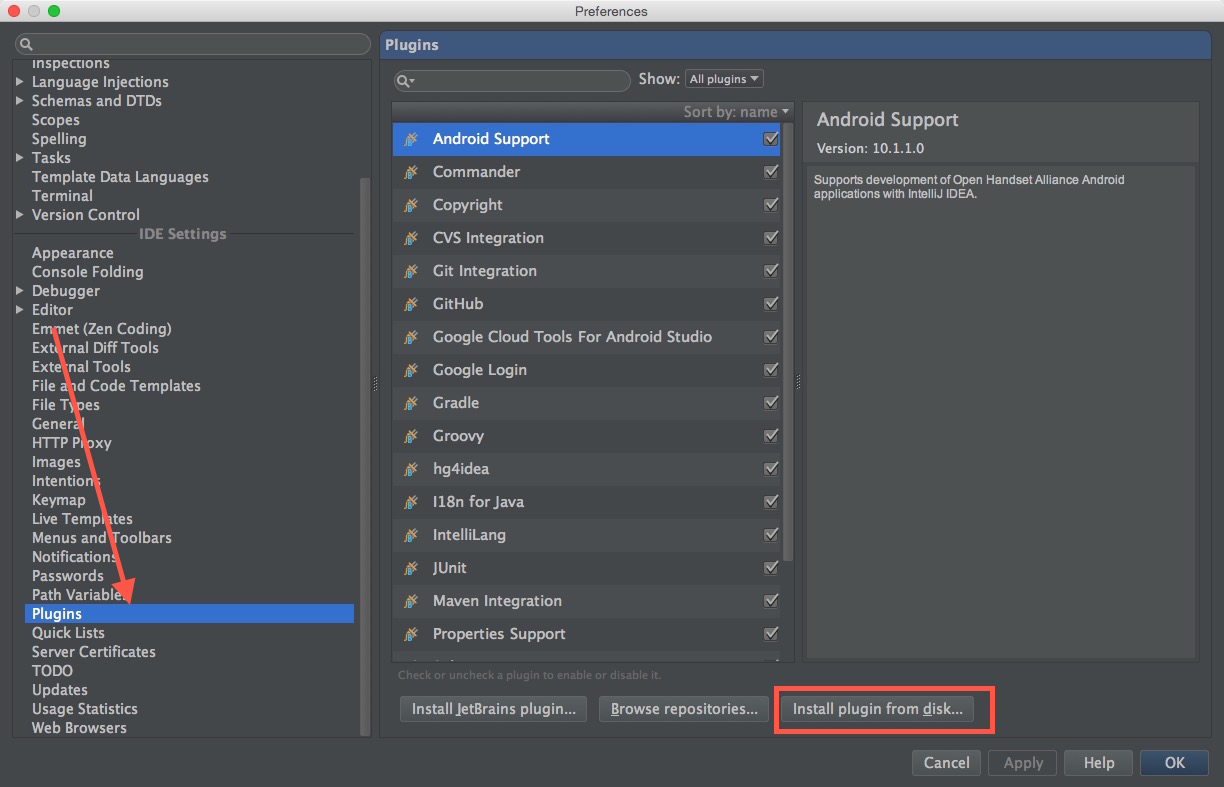 Preferences
Inspections
Language Injections
Schemas and DTDs
Scopes
Spelling
Tasks
Template Data Languages
Terminal
Version Control
IDE Settings
Appearance
Console Folding
Debugger
Editor
Emmet (Zen Coding)
External Diff Tools
External Tools
File and Code Templates
File Types
General
HTTP Proxy
Images
Intentions
Keymap
Live Templates
Menus and Toolbars
Notifications
Passwords
Path Variables
Plugins
Quick Lists
Server Certificates
TODO
Updates
Usage Statistics
Web Browsers
Plugins
Show: All plugins
Sort by: name
Android Support
Commander
Copyright
CVS Integration
Git Integration
GitHub
Google Cloud Tools For Android Studio
Google Login
Gradle
Groovy
hg4idea
I18n for Java
IntelliLang
JUnit
Maven Integration
Properties Support
Check or uncheck a plugin to enable or disable it.
Install JetBrains plugin...
Browse repositories...
Install plugin from disk...
Android Support
Version: 10.1.1.0
Supports development of Open Handset Alliance Android
applications with IntelliJ IDEA.
Cancel
Apply
Help
OK